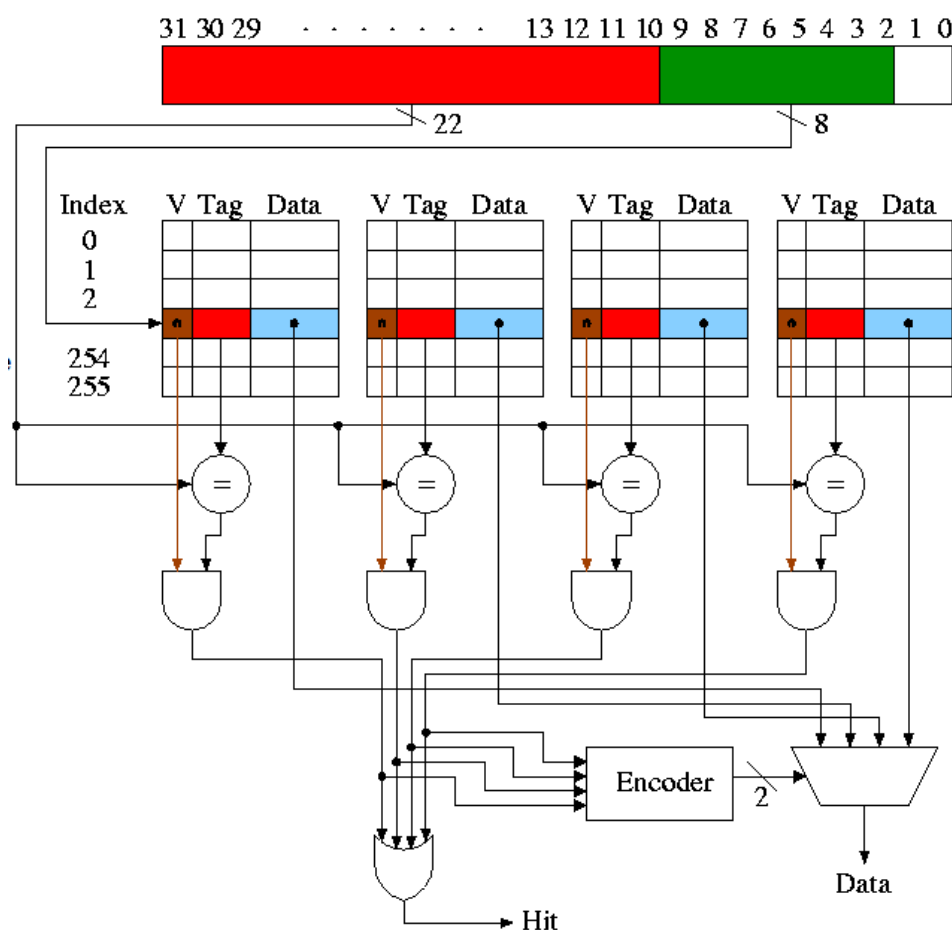 31 30 29 · · · · · · · 13 12 11 10 9 8 7 6 5 4 3 2 1 0
22 8
Index V Tag Data V Tag Data V Tag Data V Tag Data
0
1
2
254
255
= = = =
Encoder
2
Data
Hit